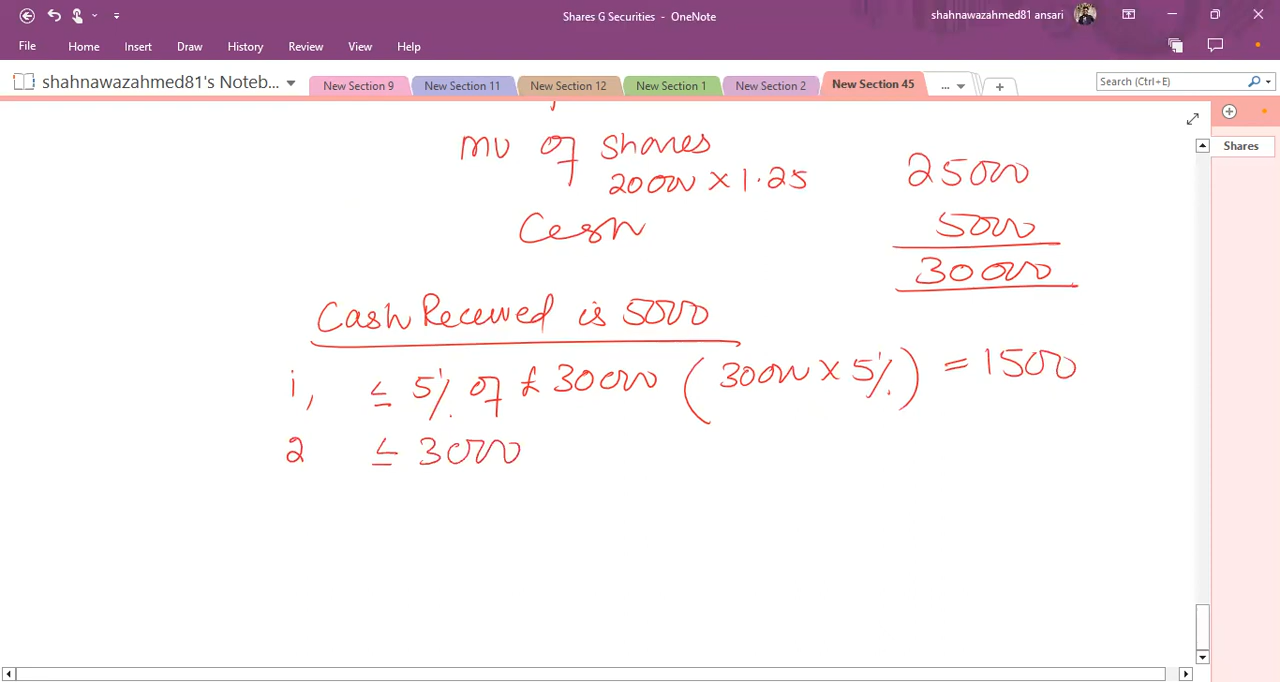 Shares G Securities - OneNote
shahnawazahmed81 ansari
File Home Insert Draw History Review View Help
shahnawazahmed81's Noteb... New Section 9 New Section 11 New Section 12 New Section 1 New Section 2 New Section 45 ... + Search (Ctrl+E)
Shares
mv of shares 25000
20000 × 1.25
Cash 5000
30000
Cash Received is 5000
1, ≤ 5% of £30000 (30000 × 5%) = 1500
2 ≤ 3000